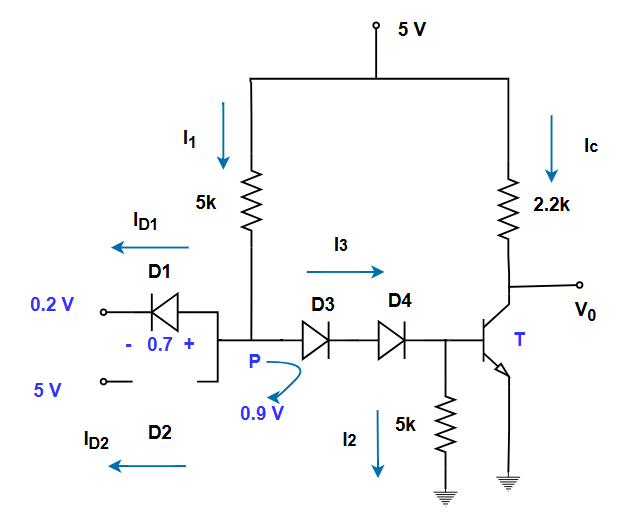 5 V
I1
Ic
5k
2.2k
ID1
I3
D1
D3
D4
0.2 V
V0
- 0.7 +
T
P
5 V
0.9 V
ID2
D2
I2
5k